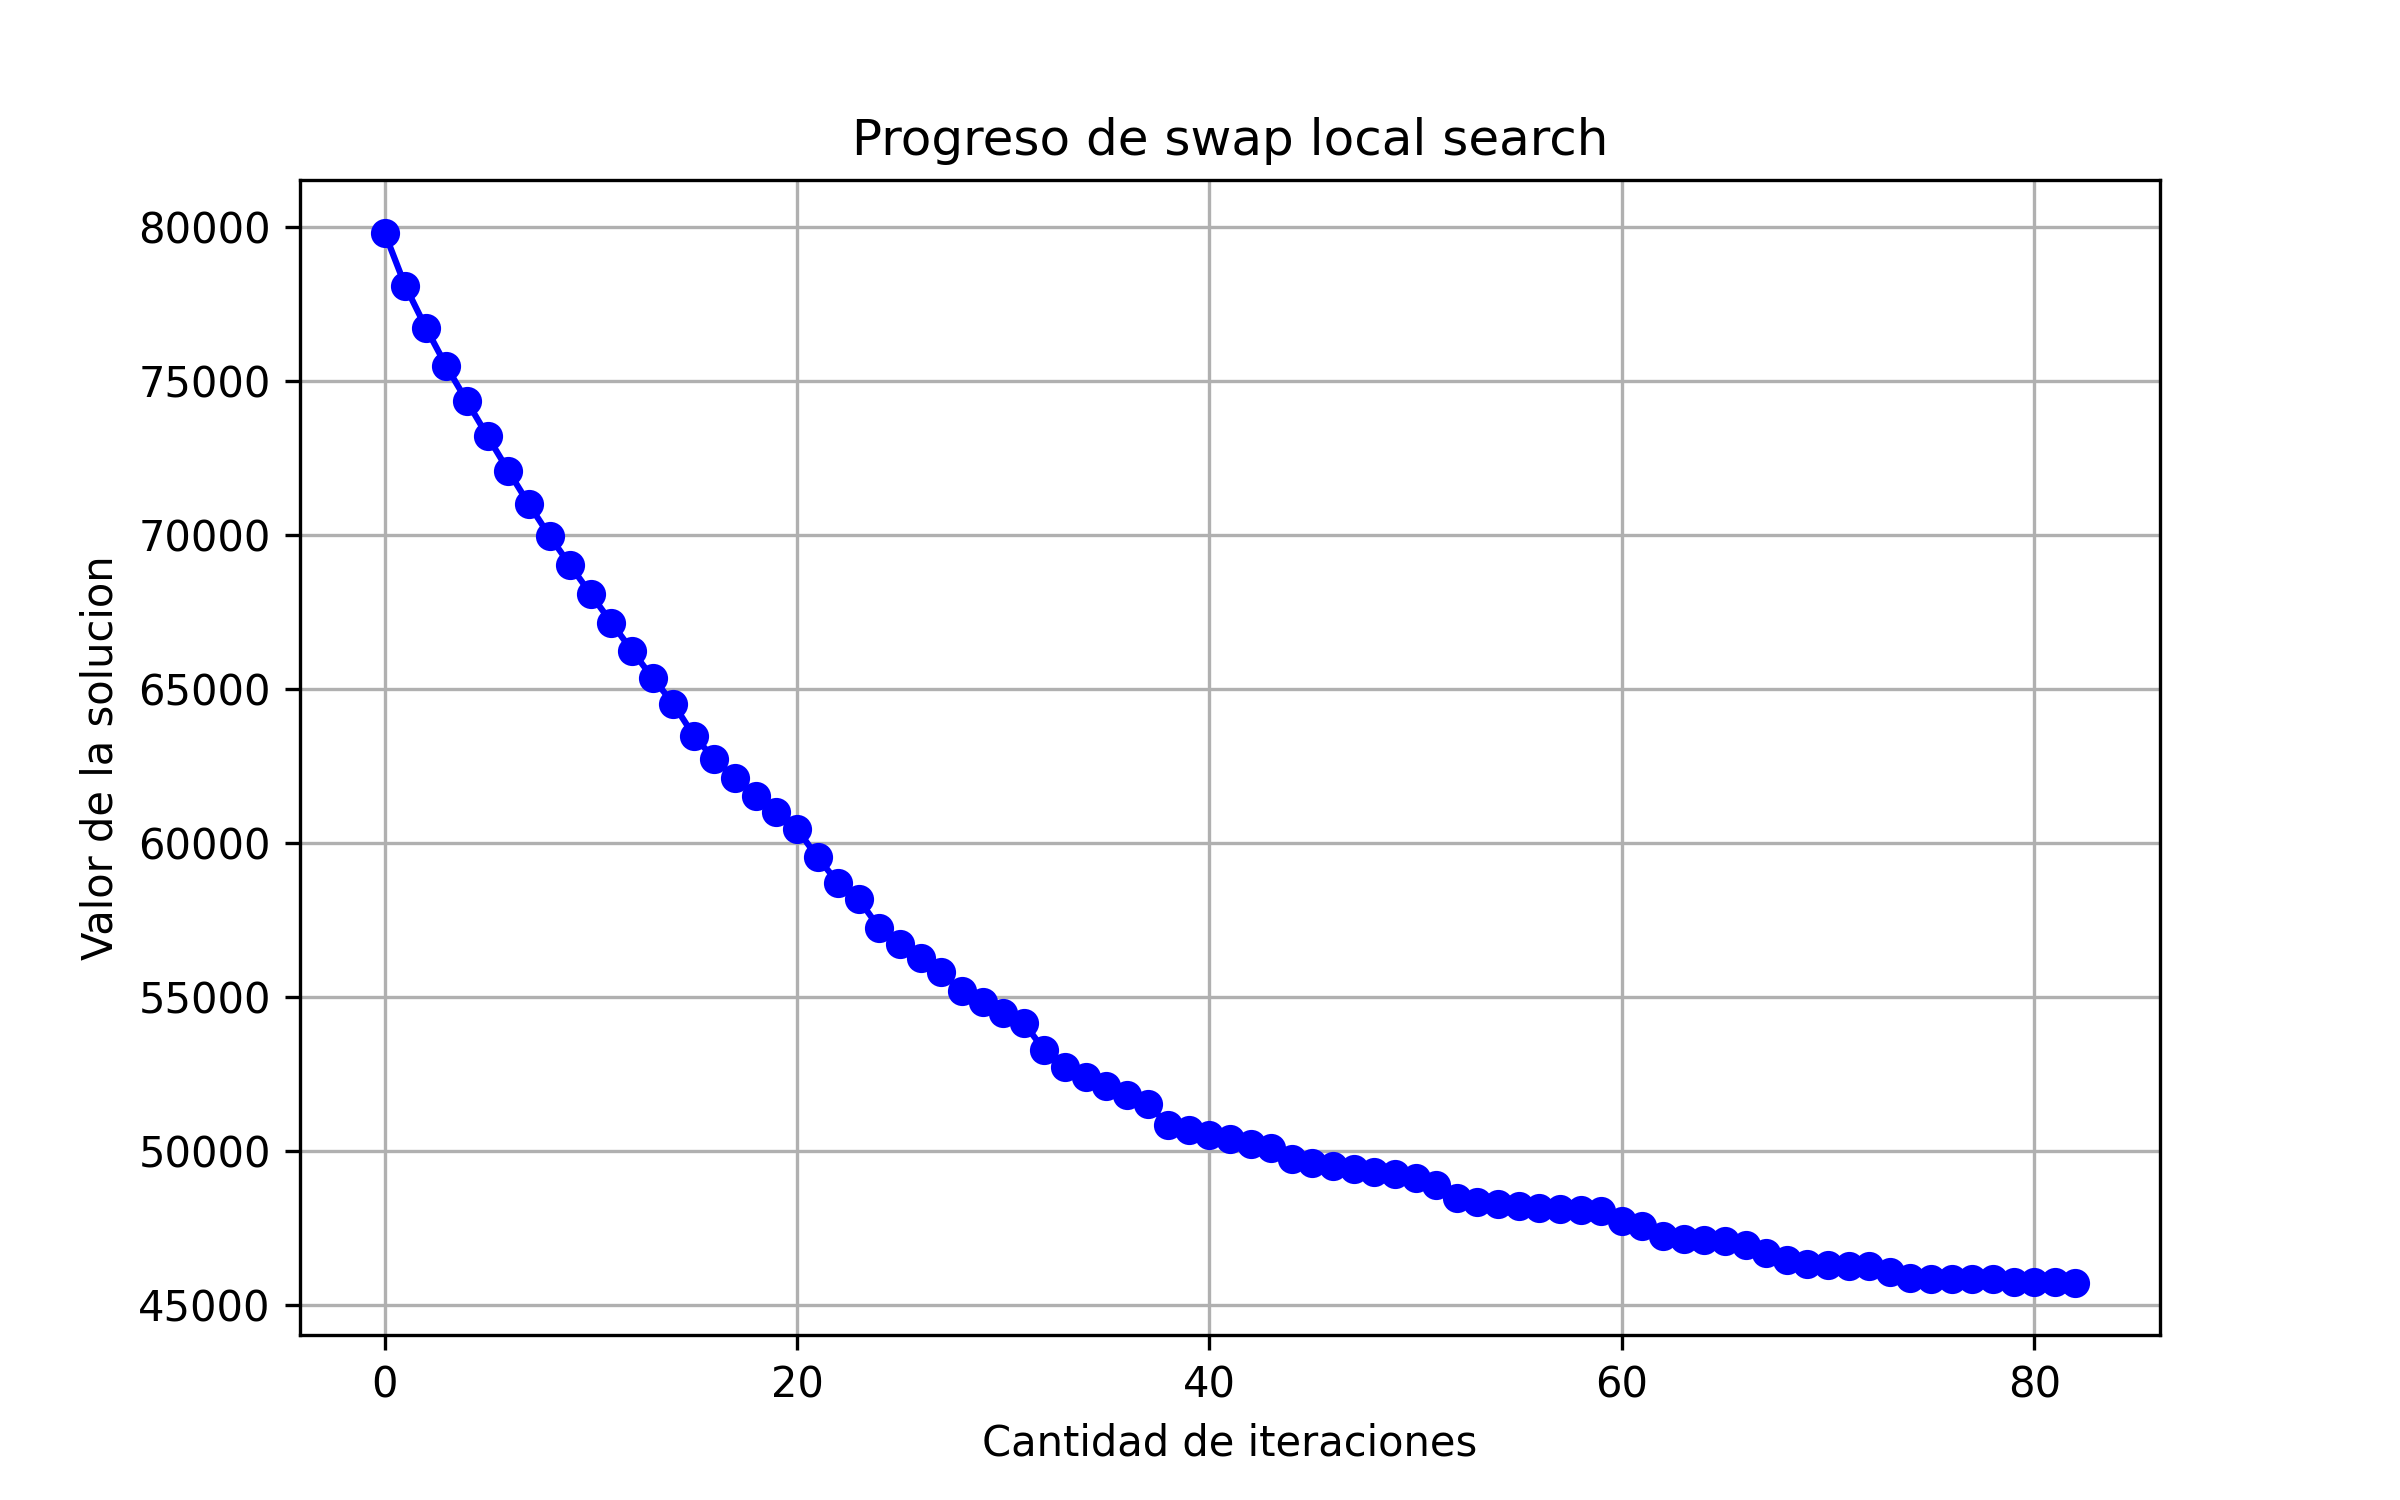 Progreso de swap local search
Valor de la solucion
80000
75000
70000
65000
60000
55000
50000
45000
0 20 40 60 80
Cantidad de iteraciones